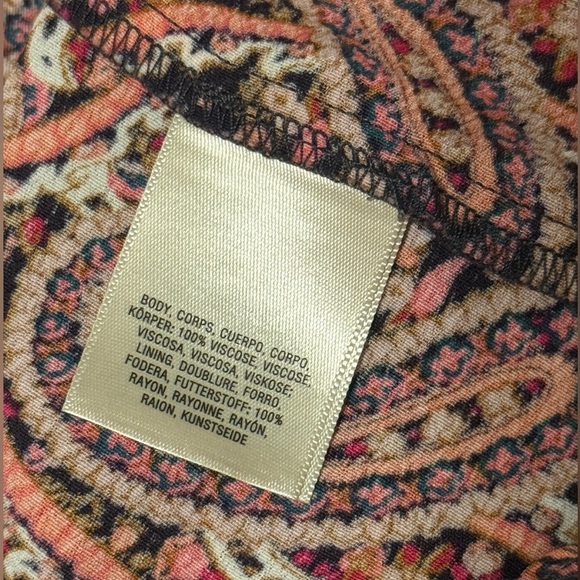 BODY, CORPS, CUERPO, CORPO,
KÖRPER: 100% VISCOSE, VISCOSE,
VISCOSA, VISCOSA, VISKOSE;
LINING, DOUBLURE, FORRO,
FODERA, FUTTERSTOFF: 100%
RAYON, RAYONNE, RAYÓN,
RAION, KUNSTSEIDE